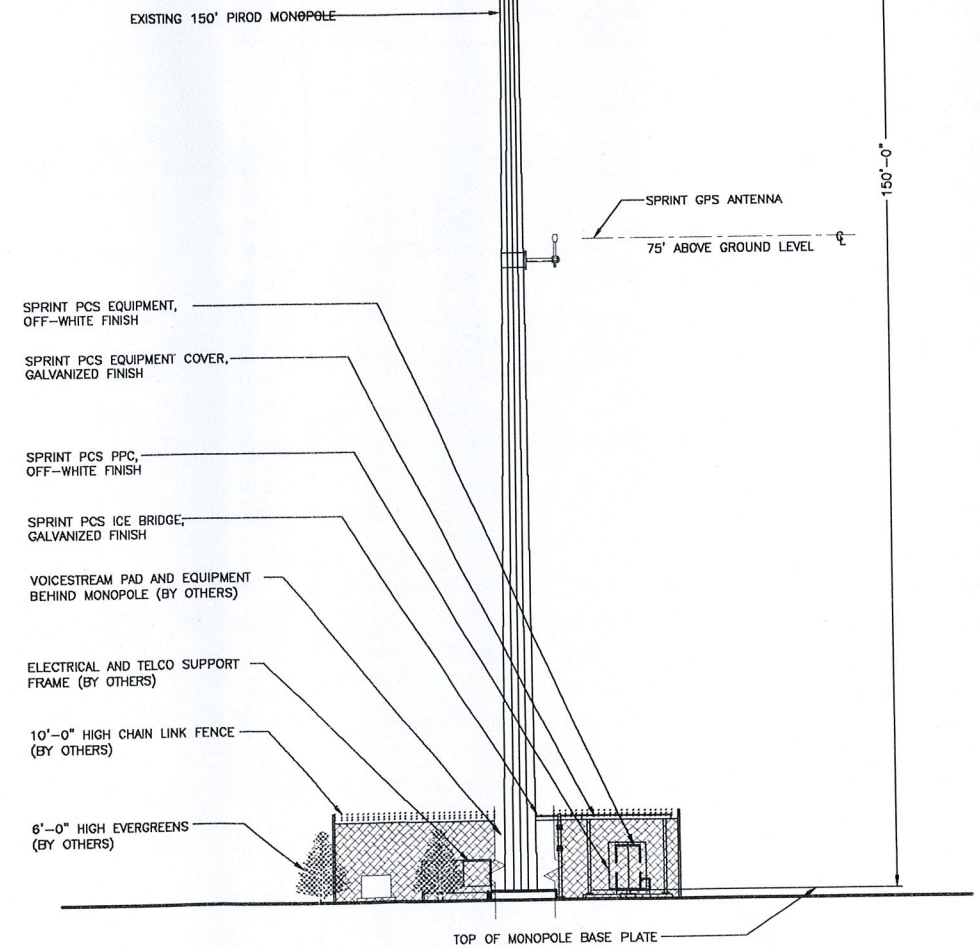 EXISTING 150' PIROD MONOPOLE
150'-0"
SPRINT GPS ANTENNA
75' ABOVE GROUND LEVEL ℄
SPRINT PCS EQUIPMENT,
OFF-WHITE FINISH
SPRINT PCS EQUIPMENT COVER,
GALVANIZED FINISH
SPRINT PCS PPC,
OFF-WHITE FINISH
SPRINT PCS ICE BRIDGE,
GALVANIZED FINISH
VOICESTREAM PAD AND EQUIPMENT
BEHIND MONOPOLE (BY OTHERS)
ELECTRICAL AND TELCO SUPPORT
FRAME (BY OTHERS)
10'-0" HIGH CHAIN LINK FENCE
(BY OTHERS)
6'-0" HIGH EVERGREENS
(BY OTHERS)
TOP OF MONOPOLE BASE PLATE